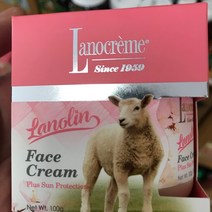 Lanocrème®
Since 1959
Lanolin
Face
Cream
Plus Sun Protection
Net Wt. 100g